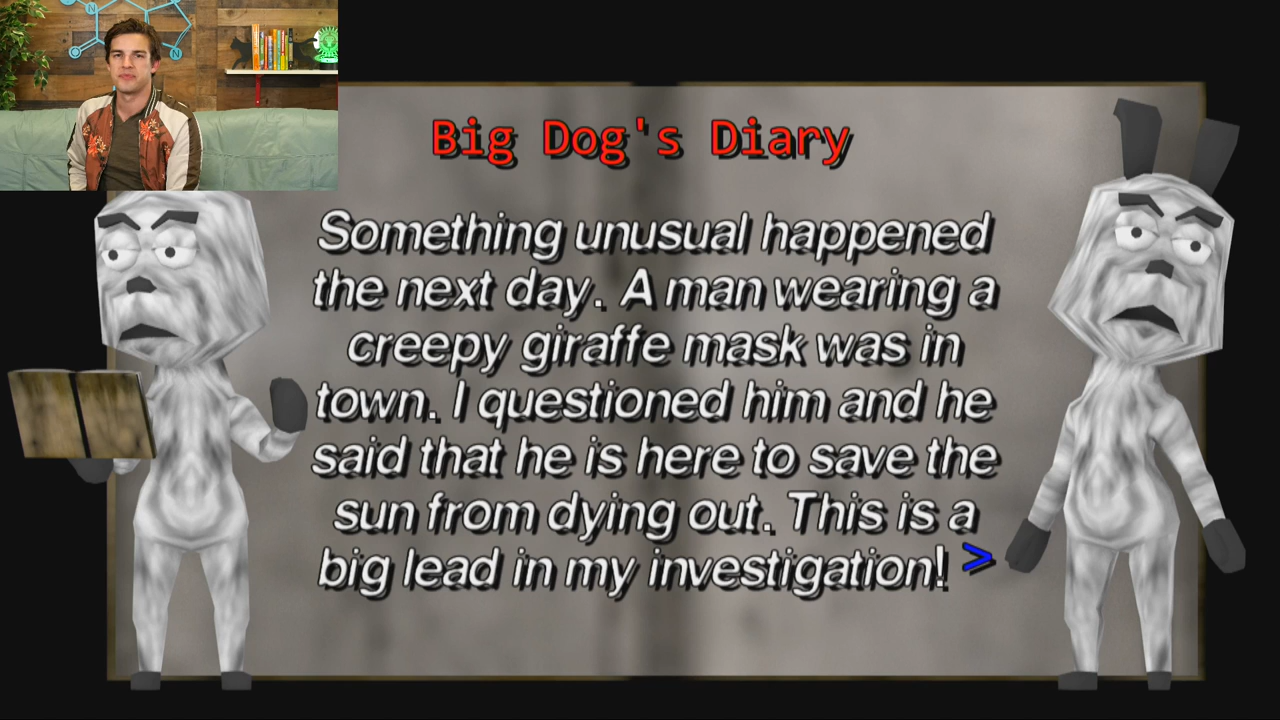 Big Dog's Diary
Something unusual happened
the next day. A man wearing a
creepy giraffe mask was in
town. I questioned him and he
said that he is here to save the
sun from dying out. This is a
big lead in my investigation! >